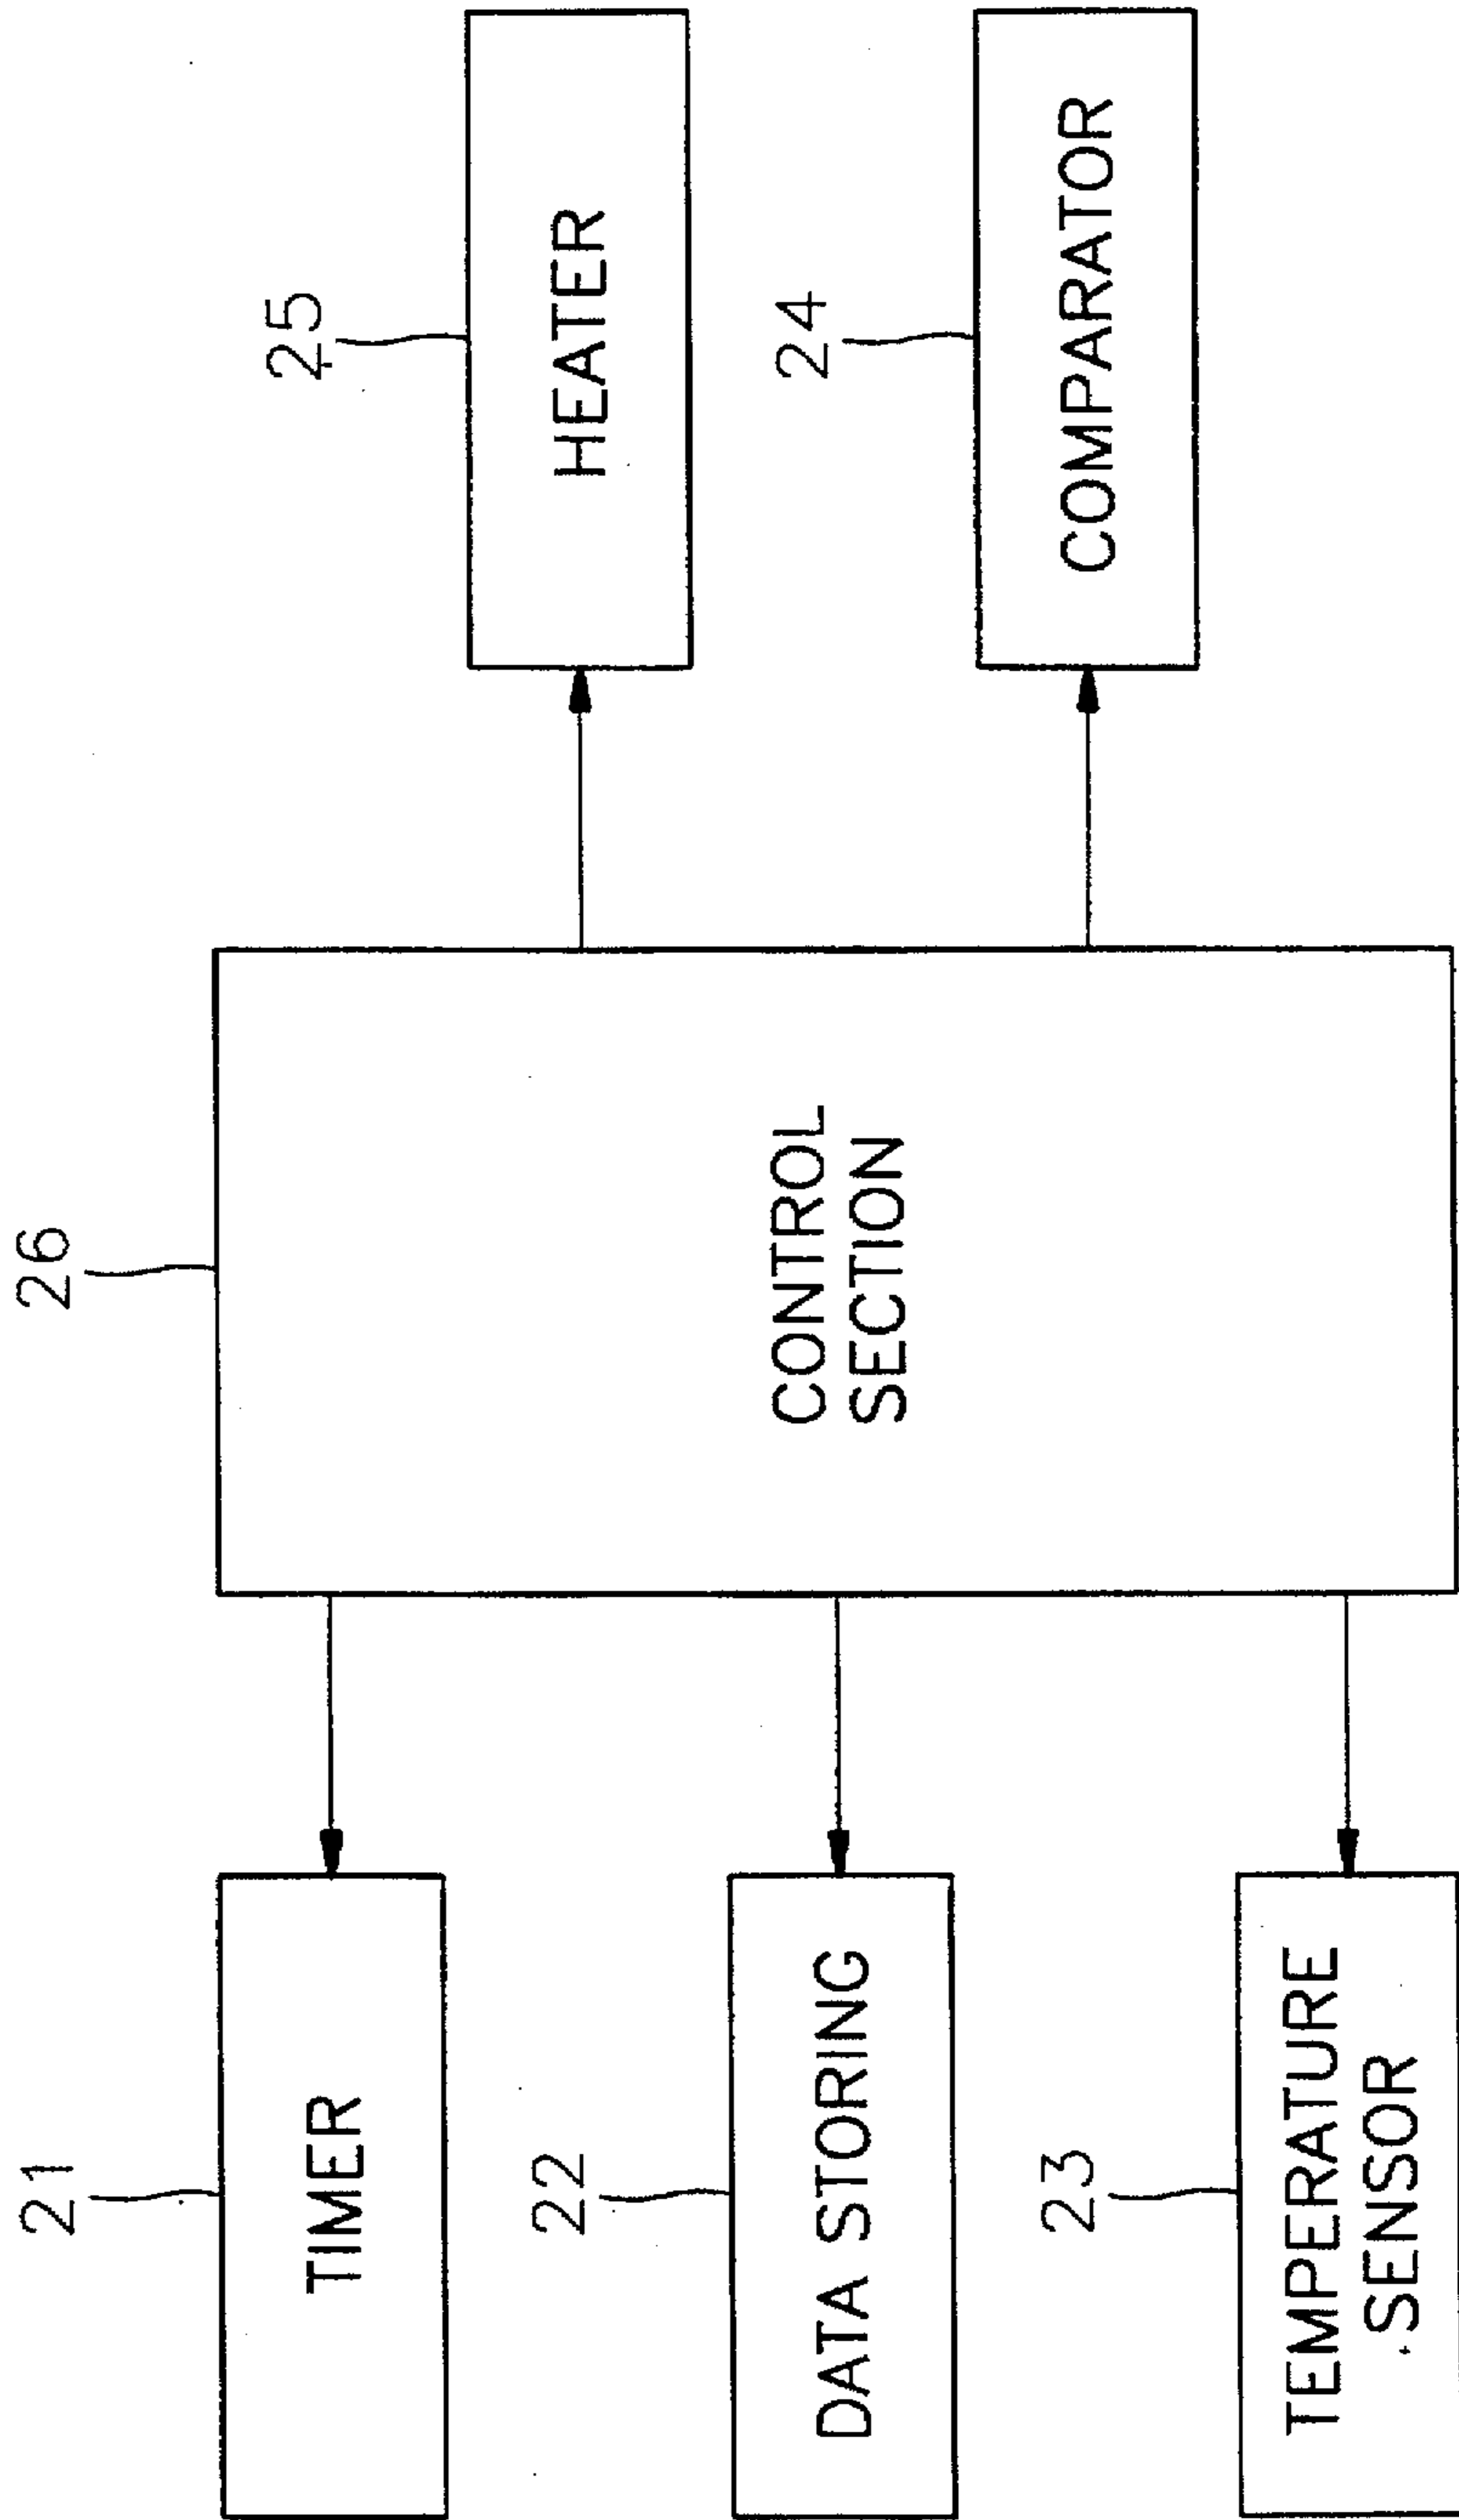 21
TIMER
22
DATA STORING
23
TEMPERATURE
SENSOR
26
CONTROL
SECTION
25
HEATER
24
COMPARATOR